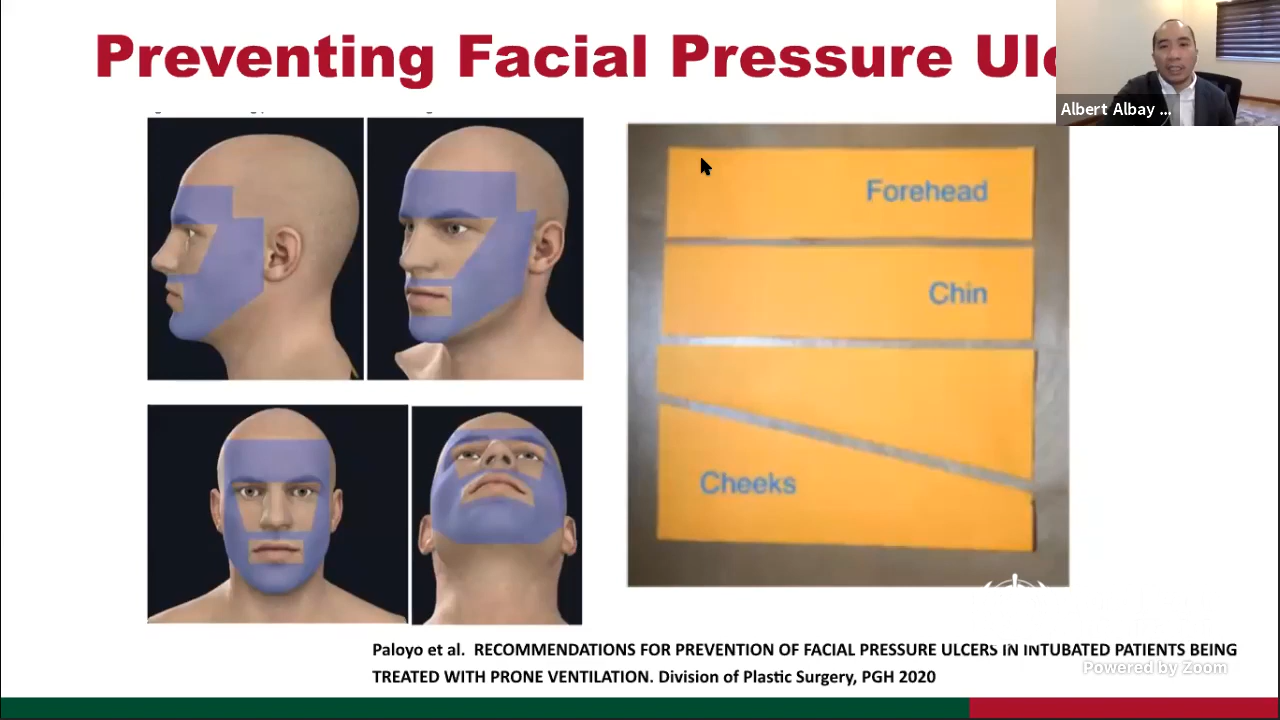 Preventing Facial Pressure Ulc
Albert Albay ...
Forehead
Chin
Cheeks
Paloyo et al. RECOMMENDATIONS FOR PREVENTION OF FACIAL PRESSURE ULCERS IN INTUBATED PATIENTS BEING
TREATED WITH PRONE VENTILATION. Division of Plastic Surgery, PGH 2020
Powered by Zoom